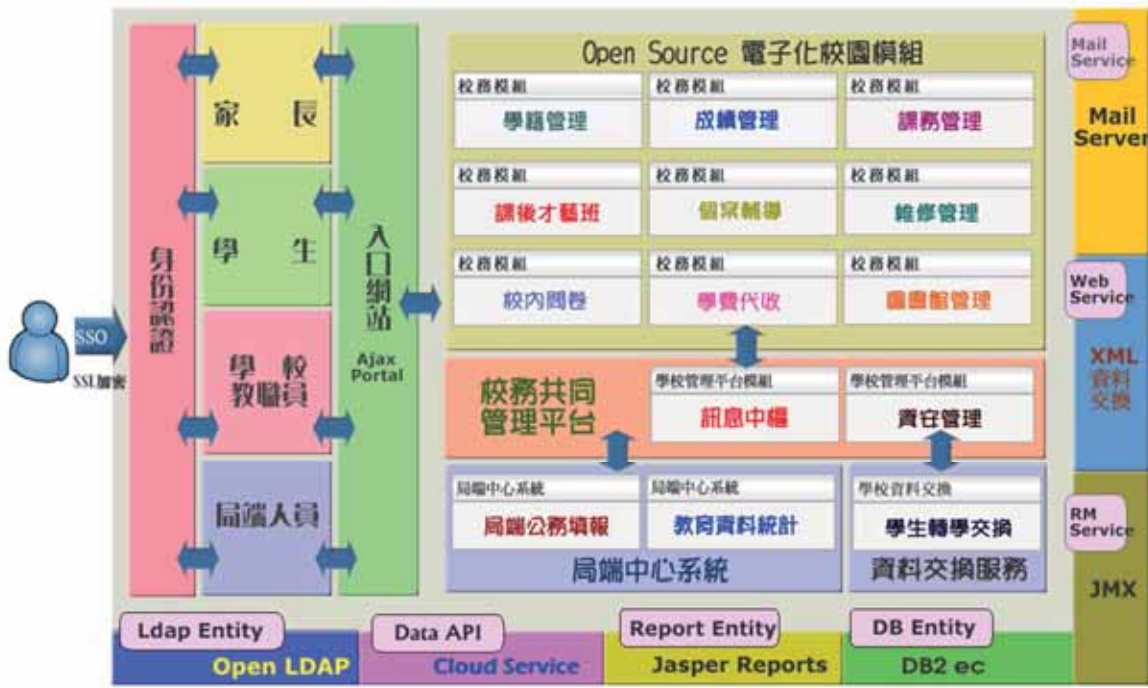 SSO
SSL加密
身份認證
家 長
學 生
學 校
教職員
局端人員
入口網站
Ajax
Portal
Open Source 電子化校園模組
校務模組
學籍管理
校務模組
成績管理
校務模組
課務管理
校務模組
課後才藝班
校務模組
個案輔導
校務模組
維修管理
校務模組
校內問卷
校務模組
學費代收
校務模組
圖書館管理
校務共同
管理平台
學校管理平台模組
訊息中樞
學校管理平台模組
資安管理
局端中心系統
局端公務填報
局端中心系統
教育資料統計
局端中心系統
學校資料交換
學生轉學交換
資料交換服務
Mail
Service
Mail
Server
Web
Service
XML
資料
交換
RM
Service
JMX
Ldap Entity
Open LDAP
Data API
Cloud Service
Report Entity
Jasper Reports
DB Entity
DB2 ec